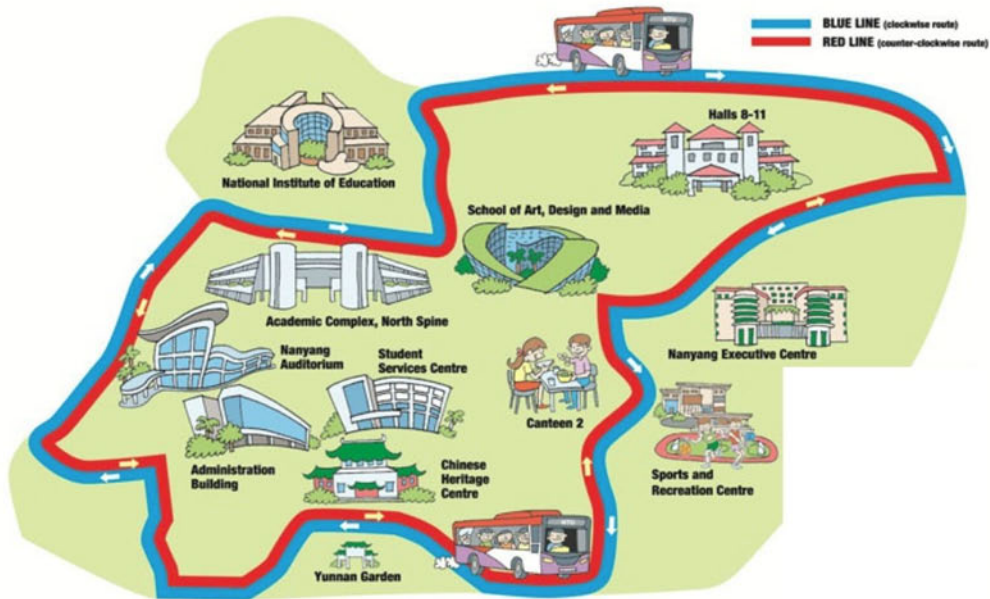 BLUE LINE (clockwise route)
RED LINE (counter-clockwise route)
Halls 8-11
National Institute of Education
School of Art, Design and Media
Academic Complex, North Spine
Nanyang
Auditorium
Student
Services Centre
Nanyang Executive Centre
Canteen 2
Administration
Building
Chinese
Heritage
Centre
Sports and
Recreation Centre
Yunnan Garden